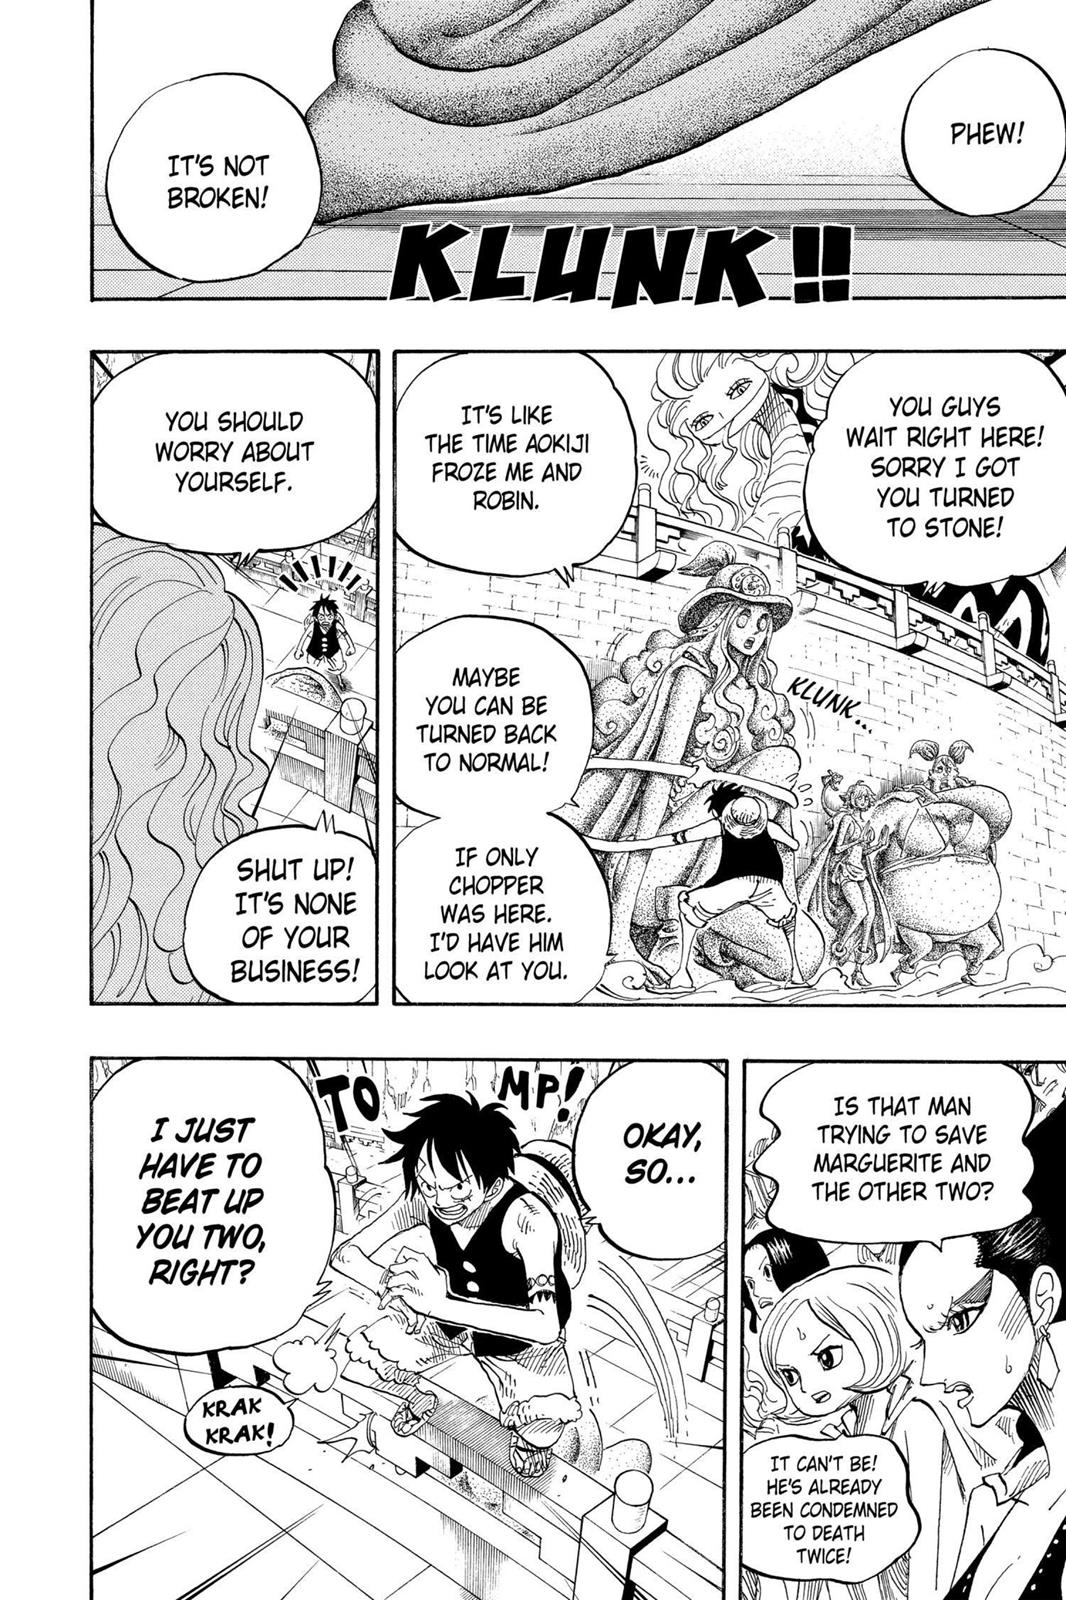 PHEW!
IT'S NOT
BROKEN!
KLUNK!!
YOU GUYS
WAIT RIGHT HERE!
SORRY I GOT
YOU TURNED
TO STONE!
KLUNK...
IT'S LIKE
THE TIME AOKIJI
FROZE ME AND
ROBIN.
MAYBE
YOU CAN BE
TURNED BACK
TO NORMAL!
IF ONLY
CHOPPER
WAS HERE.
I'D HAVE HIM
LOOK AT YOU.
YOU SHOULD
WORRY ABOUT
YOURSELF.
SHUT UP!
IT'S NONE
OF YOUR
BUSINESS!
IS THAT MAN
TRYING TO SAVE
MARGUERITE AND
THE OTHER TWO?
IT CAN'T BE!
HE'S ALREADY
BEEN CONDEMNED
TO DEATH
TWICE!
OKAY,
SO...
TOMP!
I JUST
HAVE TO
BEAT UP
YOU TWO,
RIGHT?
KRAK
KRAK!